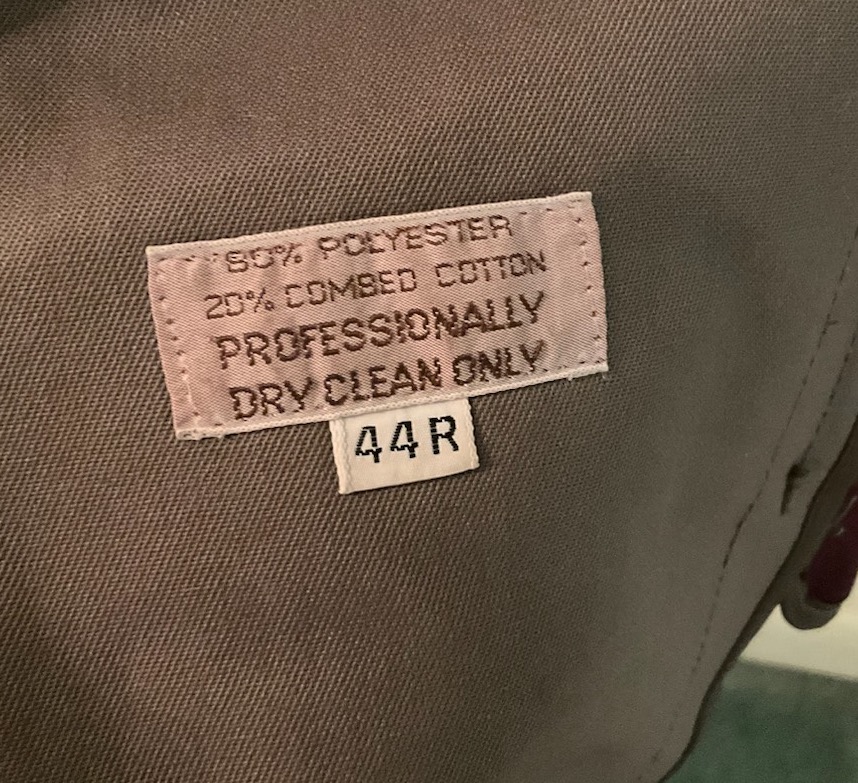 80% POLYESTER
20% COMBED COTTON
PROFESSIONALLY
DRY CLEAN ONLY
44R